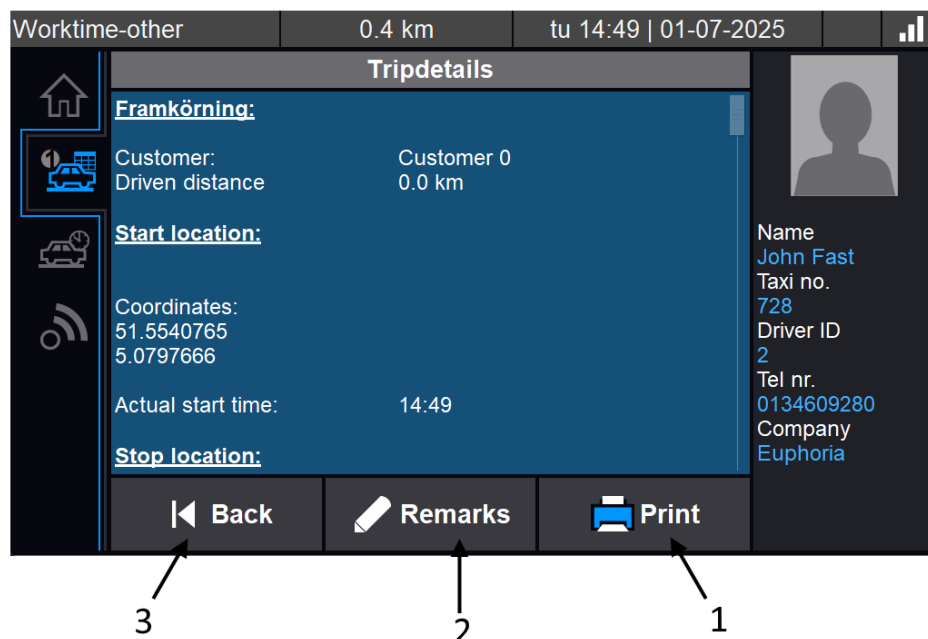 Worktime-other 0.4 km tu 14:49 | 01-07-2025
Tripdetails
Framkörning:
Customer: Customer 0
Driven distance 0.0 km
Start location:
Coordinates:
51.5540765
5.0797666
Actual start time: 14:49
Stop location:
Name
John Fast
Taxi no.
728
Driver ID
2
Tel nr.
0134609280
Company
Euphoria
Back Remarks Print
3 2 1